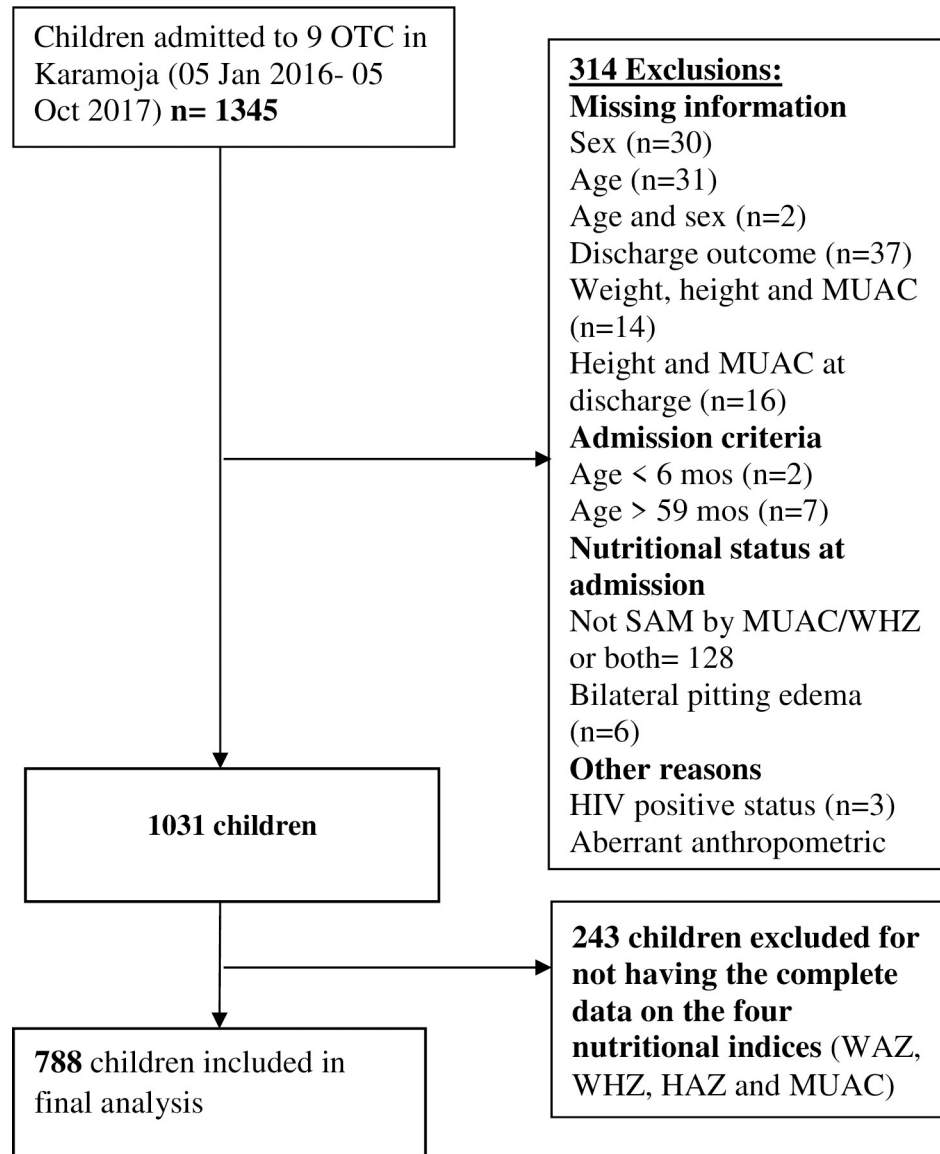 Children admitted to 9 OTC in
Karamoja (05 Jan 2016- 05
Oct 2017) n= 1345
314 Exclusions:
Missing information
Sex (n=30)
Age (n=31)
Age and sex (n=2)
Discharge outcome (n=37)
Weight, height and MUAC
(n=14)
Height and MUAC at
discharge (n=16)
Admission criteria
Age < 6 mos (n=2)
Age > 59 mos (n=7)
Nutritional status at
admission
Not SAM by MUAC/WHZ
or both= 128
Bilateral pitting edema
(n=6)
Other reasons
HIV positive status (n=3)
Aberrant anthropometric
1031 children
243 children excluded for
not having the complete
data on the four
nutritional indices (WAZ,
WHZ, HAZ and MUAC)
788 children included in
final analysis